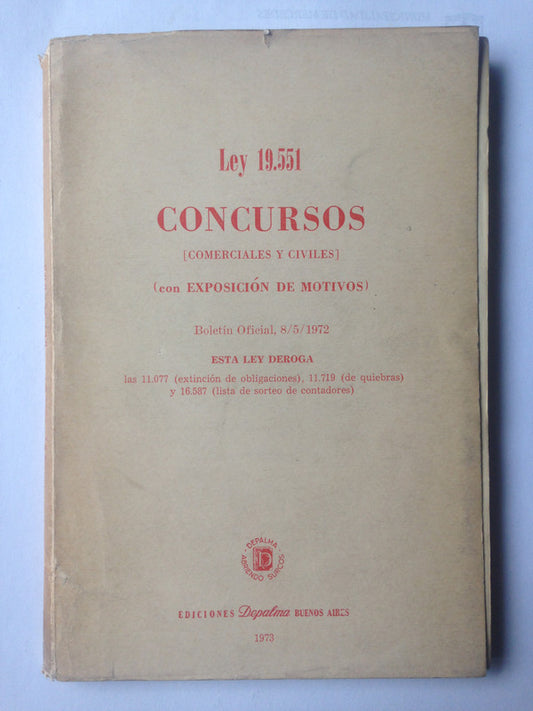 Ley 19.551
CONCURSOS
[COMERCIALES Y CIVILES]
(con EXPOSICIÓN DE MOTIVOS)
Boletín Oficial, 8/5/1972
ESTA LEY DEROGA
las 11.077 (extinción de obligaciones), 11.719 (de quiebras)
y 16.587 (lista de sorteo de contadores)
DEPALMA
D
ABRIENDO SURCOS
EDICIONES Depalma BUENOS AIRES
1973